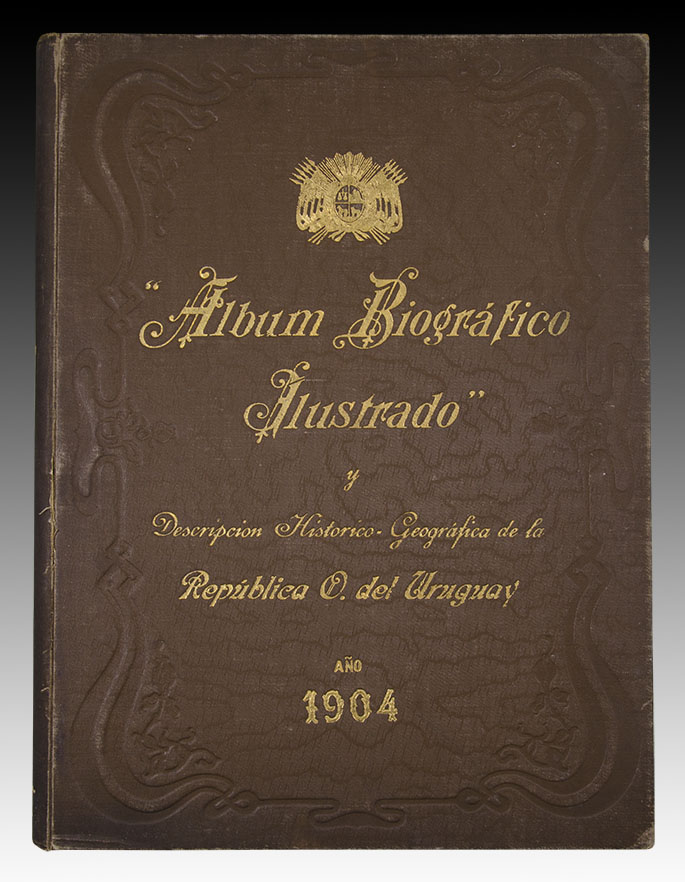 "Album Biográfico
Ilustrado"
y
Descripcion Historico-Geográfica de la
República O. del Uruguay
AÑO
1904